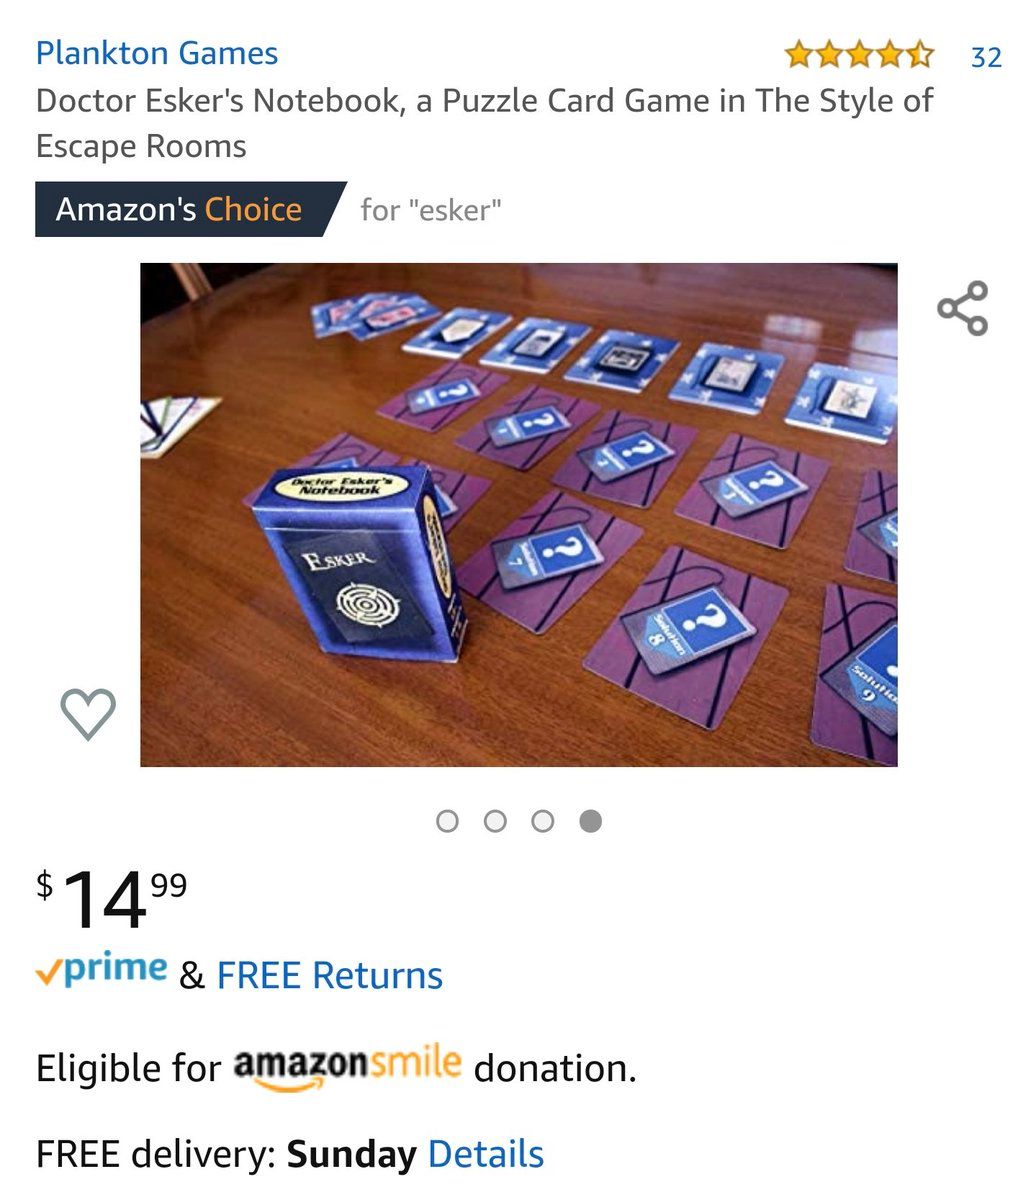 Plankton Games
32
Doctor Esker's Notebook, a Puzzle Card Game in The Style of
Escape Rooms
Amazon's Choice for "esker"
Doctor Esker's
Notebook
ESKER
?
?
?
?
?
Solution
7
?
Solution
8
Solution
9
$14 99
prime & FREE Returns
Eligible for amazonsmile donation.
FREE delivery: Sunday Details